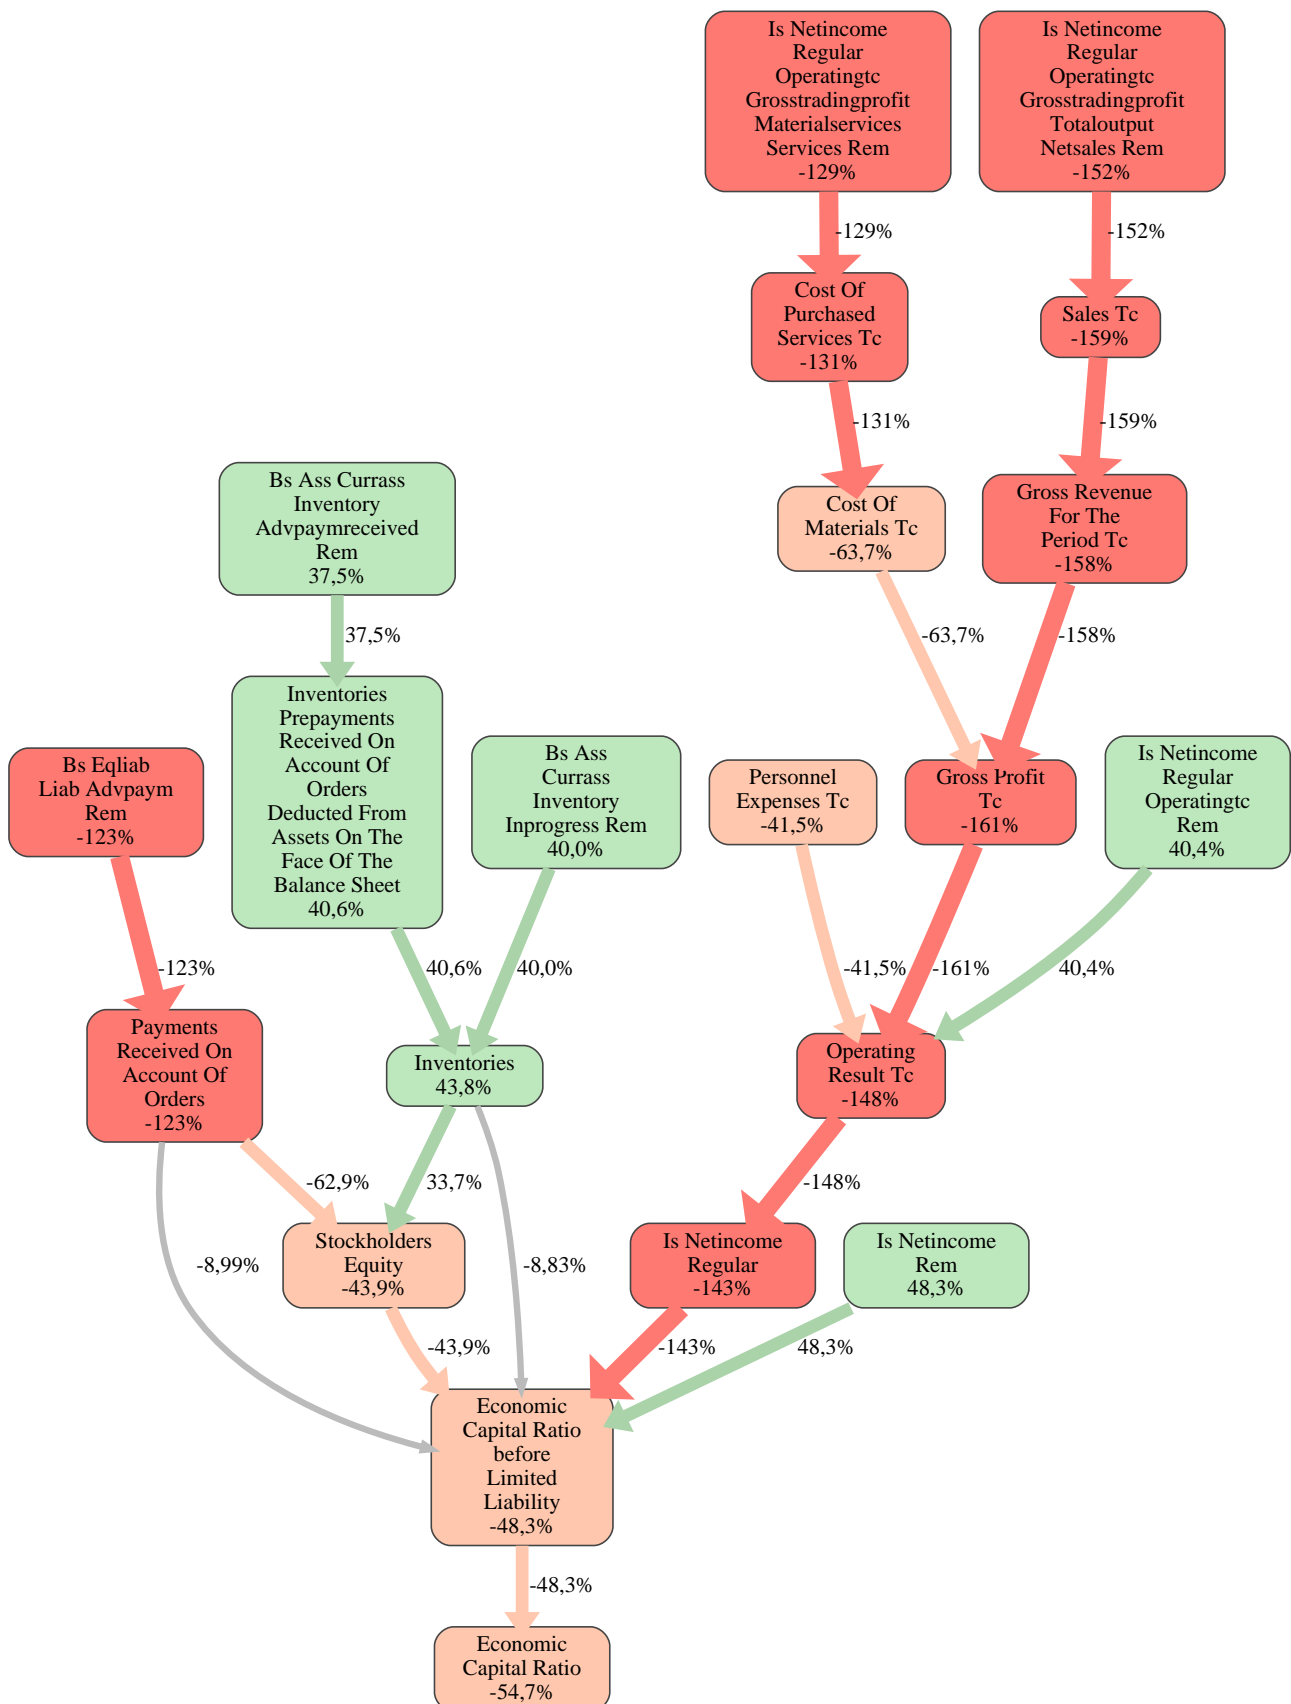 Is Netincome
Regular
Operatingtc
Grosstradingprofit
Materialservices
Services Rem
-129%
Is Netincome
Regular
Operatingtc
Grosstradingprofit
Totaloutput
Netsales Rem
-152%
-129%
-152%
Cost Of
Purchased
Services Tc
-131%
Sales Tc
-159%
-131%
-159%
Bs Ass Currass
Inventory
Advpaymreceived
Rem
37,5%
Cost Of
Materials Tc
-63,7%
Gross Revenue
For The
Period Tc
-158%
37,5%
-63,7%
-158%
Inventories
Prepayments
Received On
Account Of
Orders
Deducted From
Assets On The
Face Of The
Balance Sheet
40,6%
Bs Eqliab
Liab Advpaym
Rem
-123%
Bs Ass
Currass
Inventory
Inprogress Rem
40,0%
Personnel
Expenses Tc
-41,5%
Gross Profit
Tc
-161%
Is Netincome
Regular
Operatingtc
Rem
40,4%
-123%
40,6%
40,0%
-41,5%
-161%
40,4%
Payments
Received On
Account Of
Orders
-123%
Inventories
43,8%
Operating
Result Tc
-148%
-62,9%
33,7%
-148%
-8,99%
-8,83%
Stockholders
Equity
-43,9%
Is Netincome
Regular
-143%
Is Netincome
Rem
48,3%
-43,9%
-143%
48,3%
Economic
Capital Ratio
before
Limited
Liability
-48,3%
-48,3%
Economic
Capital Ratio
-54,7%